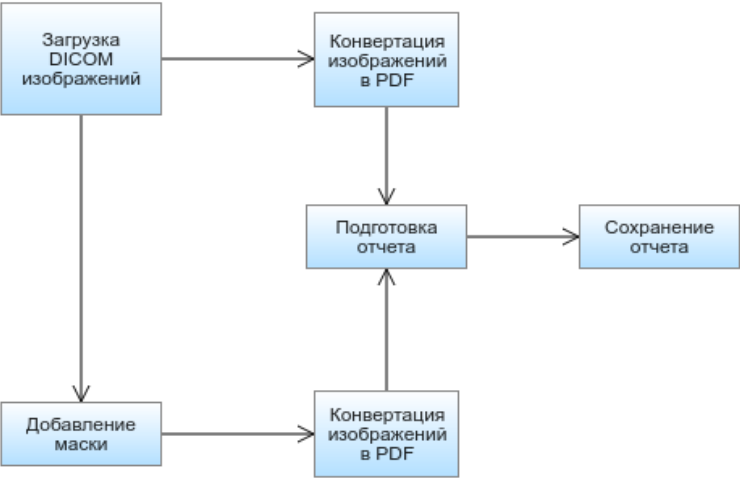 Загрузка
DICOM
изображений
Конвертация
изображений
в PDF
Подготовка
отчета
Сохранение
отчета
Добавление
маски
Конвертация
изображений
в PDF